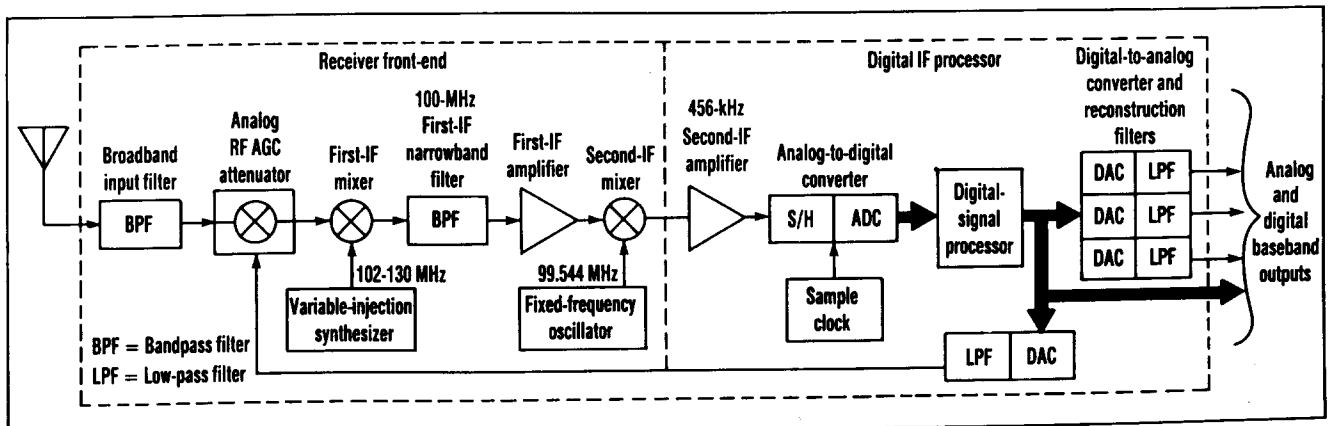 Receiver front-end
Digital IF processor
Digital-to-analog
converter and
reconstruction
filters
Broadband
input filter
BPF
Analog
RF AGC
attenuator
First-IF
mixer
100-MHz
First-IF
narrowband
filter
BPF
First-IF
amplifier
Second-IF
mixer
456-kHz
Second-IF
amplifier
Analog-to-digital
converter
S/H
ADC
Digital-
signal
processor
DAC
LPF
DAC
LPF
DAC
LPF
Analog
and
digital
baseband
outputs
102-130 MHz
Variable-injection
synthesizer
99.544 MHz
Fixed-frequency
oscillator
Sample
clock
LPF
DAC
BPF = Bandpass filter
LPF = Low-pass filter